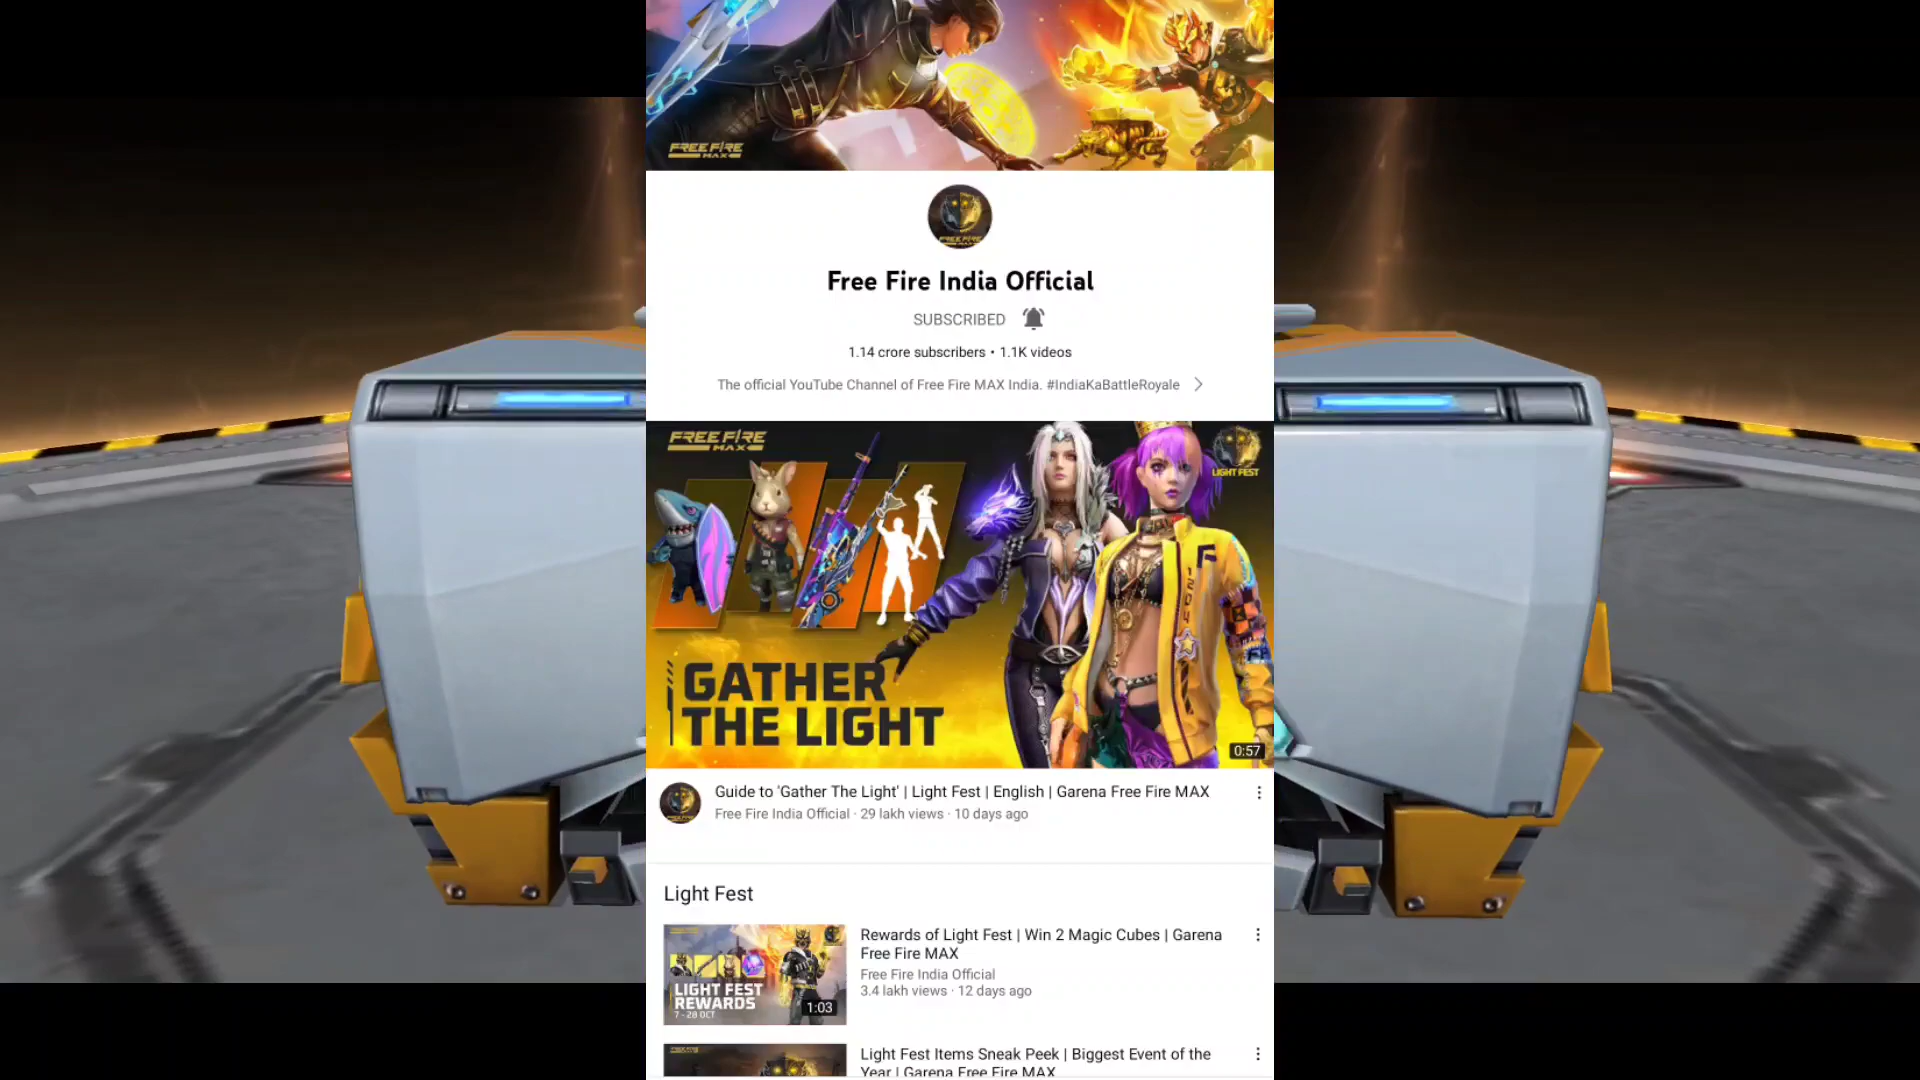 FREE FIRE
MAX
FREE FIRE
MAX
Free Fire India Official
SUBSCRIBED
1.14 crore subscribers • 1.1K videos
The official YouTube Channel of Free Fire MAX India. #IndiaKaBattleRoyale
FREE FIRE
MAX
LIGHT FEST
GATHER
THE LIGHT
0:57
Guide to 'Gather The Light' | Light Fest | English | Garena Free Fire MAX
Free Fire India Official · 29 lakh views · 10 days ago
Light Fest
Rewards of Light Fest | Win 2 Magic Cubes | Garena
Free Fire MAX
Free Fire India Official
3.4 lakh views · 12 days ago
LIGHT FEST
REWARDS
7 - 28 OCT
1:03
Light Fest Items Sneak Peek | Biggest Event of the
Year | Garena Free Fire MAX